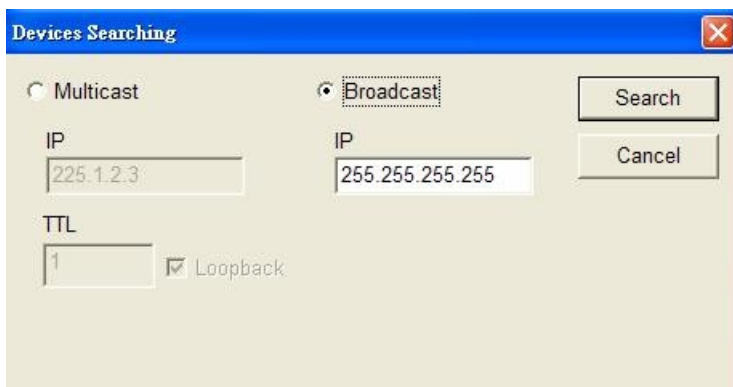 Devices Searching
Multicast
IP
225.1.2.3
TTL
1
Loopback
Broadcast
IP
255.255.255.255
Search
Cancel